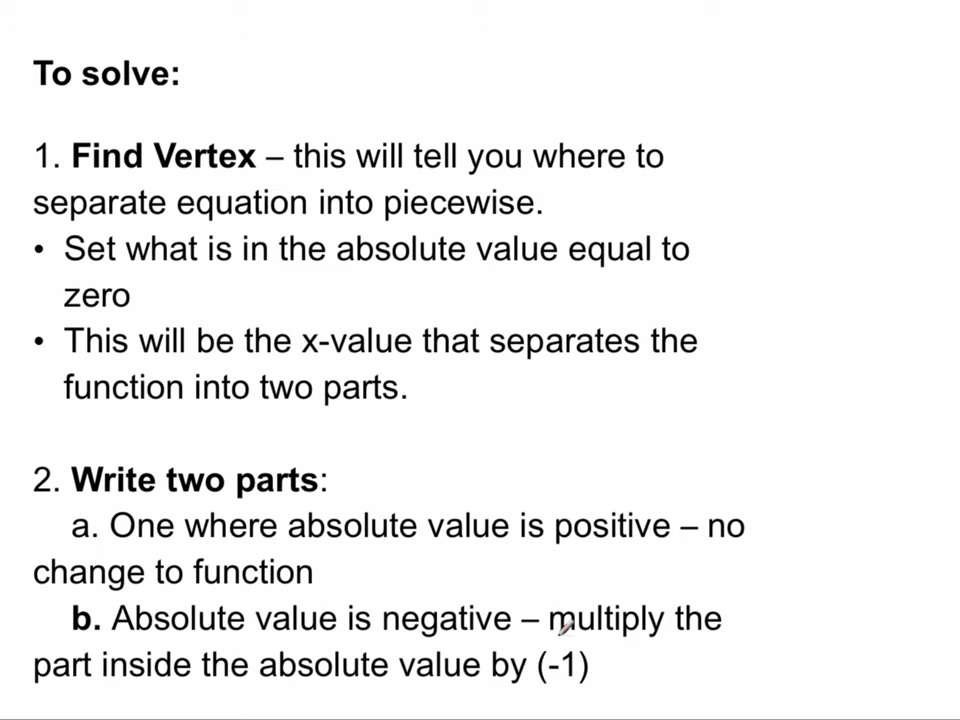 To solve:
1. Find Vertex – this will tell you where to
separate equation into piecewise.
• Set what is in the absolute value equal to
zero
• This will be the x-value that separates the
function into two parts.
2. Write two parts:
a. One where absolute value is positive – no
change to function
b. Absolute value is negative – multiply the
part inside the absolute value by (-1)